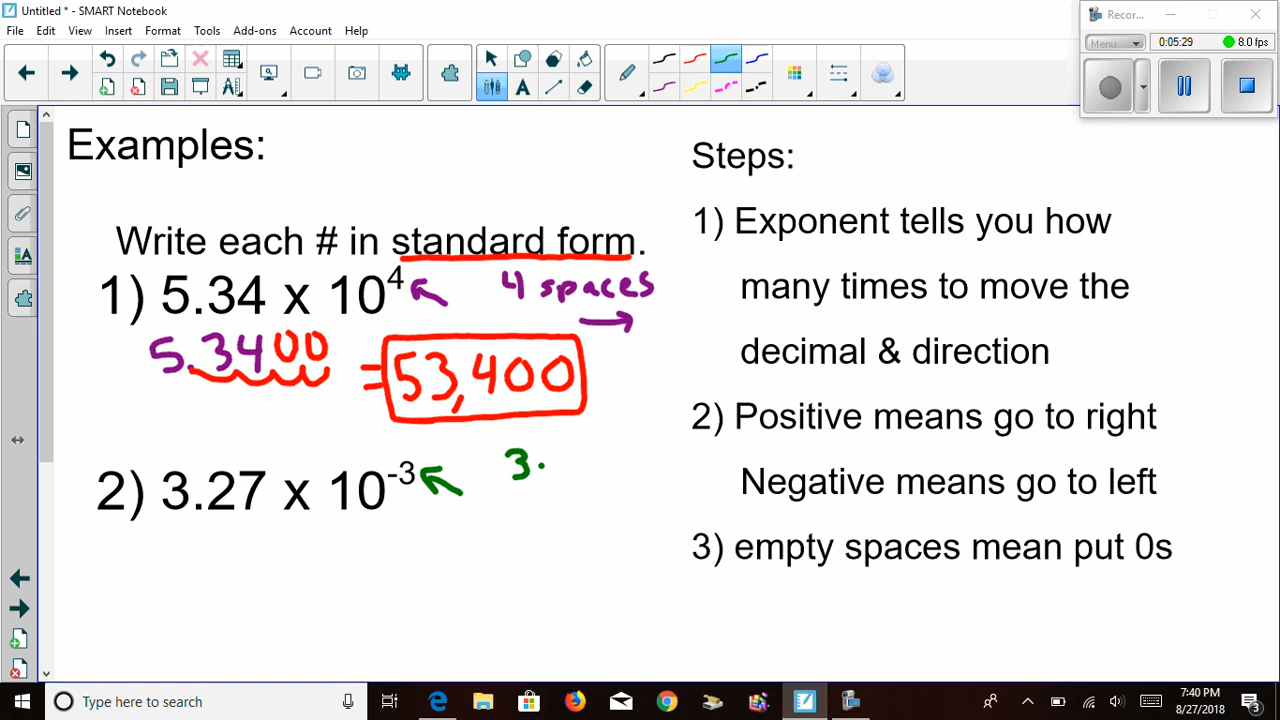 Untitled * - SMART Notebook
File Edit View Insert Format Tools Add-ons Account Help
Recor...
Menu 0:05:29 8.0 fps
Examples:
Write each # in standard form.
1) 5.34 x 10⁴ 4 spaces
5.3400 = 53,400
2) 3.27 x 10⁻³ 3.
Steps:
1) Exponent tells you how
many times to move the
decimal & direction
2) Positive means go to right
Negative means go to left
3) empty spaces mean put 0s
Type here to search
7:40 PM
8/27/2018
3